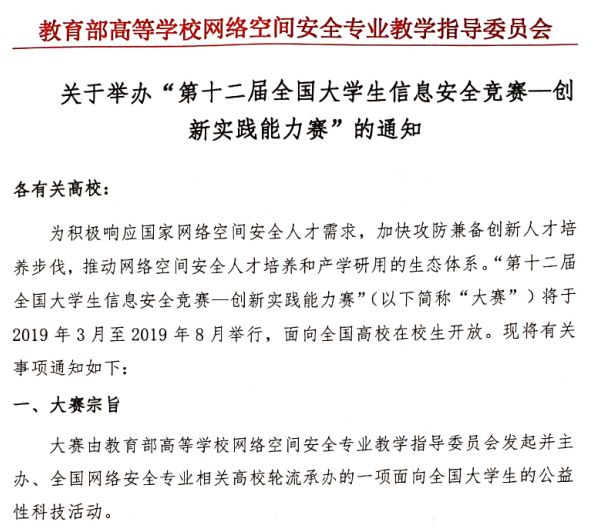 教育部高等学校网络空间安全专业教学指导委员会
关于举办“第十二届全国大学生信息安全竞赛—创
新实践能力赛”的通知
各有关高校：
为积极响应国家网络空间安全人才需求，加快攻防兼备创新人才培
养步伐，推动网络空间安全人才培养和产学研用的生态体系。“第十二届
全国大学生信息安全竞赛—创新实践能力赛”（以下简称“大赛”）将于
2019 年 3 月至 2019 年 8 月举行，面向全国高校在校生开放。现将有关
事项通知如下：
一、大赛宗旨
大赛由教育部高等学校网络空间安全专业教学指导委员会发起并主
办、全国网络安全专业相关高校轮流承办的一项面向全国大学生的公益
性科技活动。